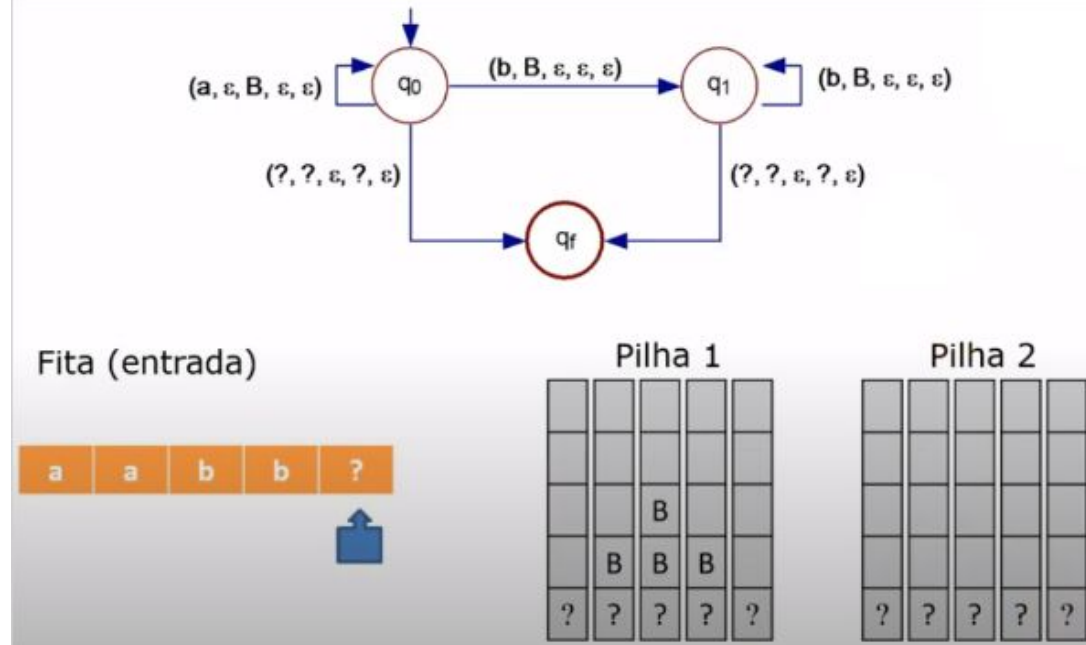 (a, ε, B, ε, ε)
q0
(b, B, ε, ε, ε)
q1
(b, B, ε, ε, ε)
(?, ?, ε, ?, ε)
(?, ?, ε, ?, ε)
qf
Fita (entrada)
a a b b ?
Pilha 1
B
B B B
? ? ? ? ?
Pilha 2
? ? ? ? ?